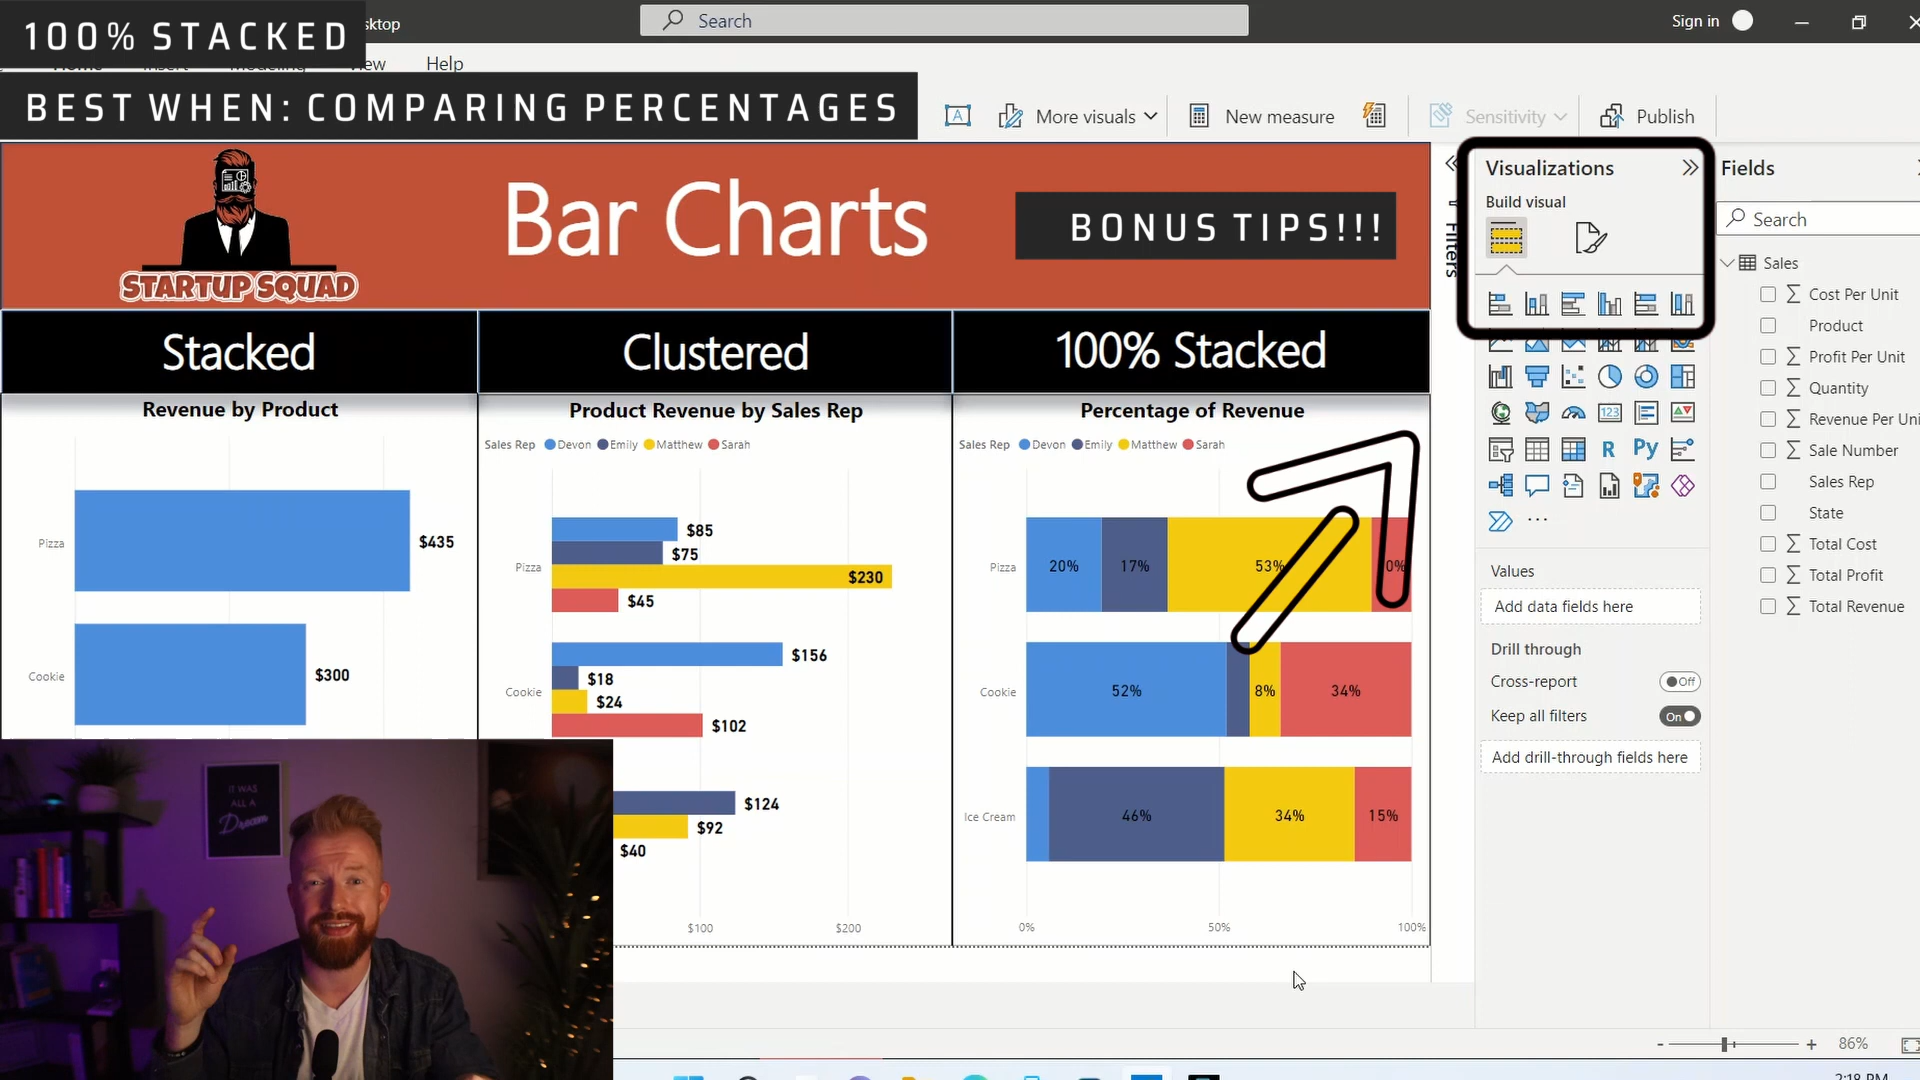 100% STACKED
Search
Sign in
Help
BEST WHEN: COMPARING PERCENTAGES
More visuals
New measure
Sensitivity
Publish
STARTUP SQUAD
Bar Charts
BONUS TIPS!!!
Stacked
Clustered
100% Stacked
Revenue by Product
Pizza
$435
Cookie
$300
Product Revenue by Sales Rep
Sales Rep Devon Emily Matthew Sarah
Pizza
$85
$75
$230
$45
Cookie
$156
$18
$24
$102
$124
$92
$40
$100
$200
Percentage of Revenue
Sales Rep Devon Emily Matthew Sarah
Pizza
20%
17%
53%
Cookie
52%
8%
34%
Ice Cream
46%
34%
15%
0%
50%
100%
IT WAS
ALL A
Dream
Filters
Visualizations
Build visual
123
R
Py
Values
Add data fields here
Drill through
Cross-report
Off
Keep all filters
On
Add drill-through fields here
Fields
Search
Sales
Cost Per Unit
Product
Profit Per Unit
Quantity
Revenue Per Uni
Sale Number
Sales Rep
State
Total Cost
Total Profit
Total Revenue
86%